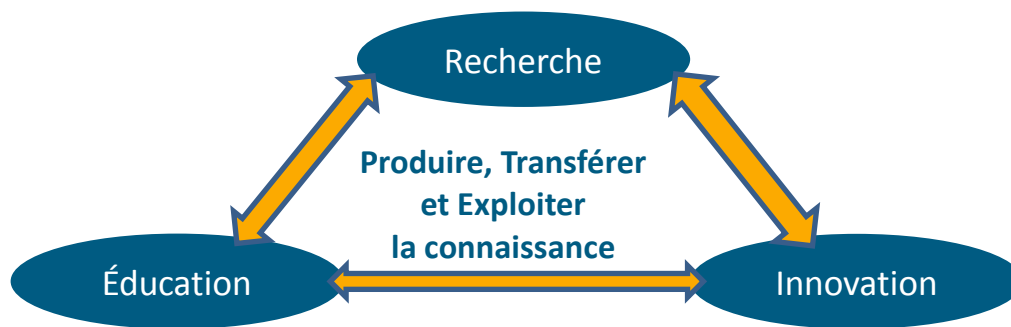 Recherche
Produire, Transférer
et Exploiter
la connaissance
Éducation
Innovation